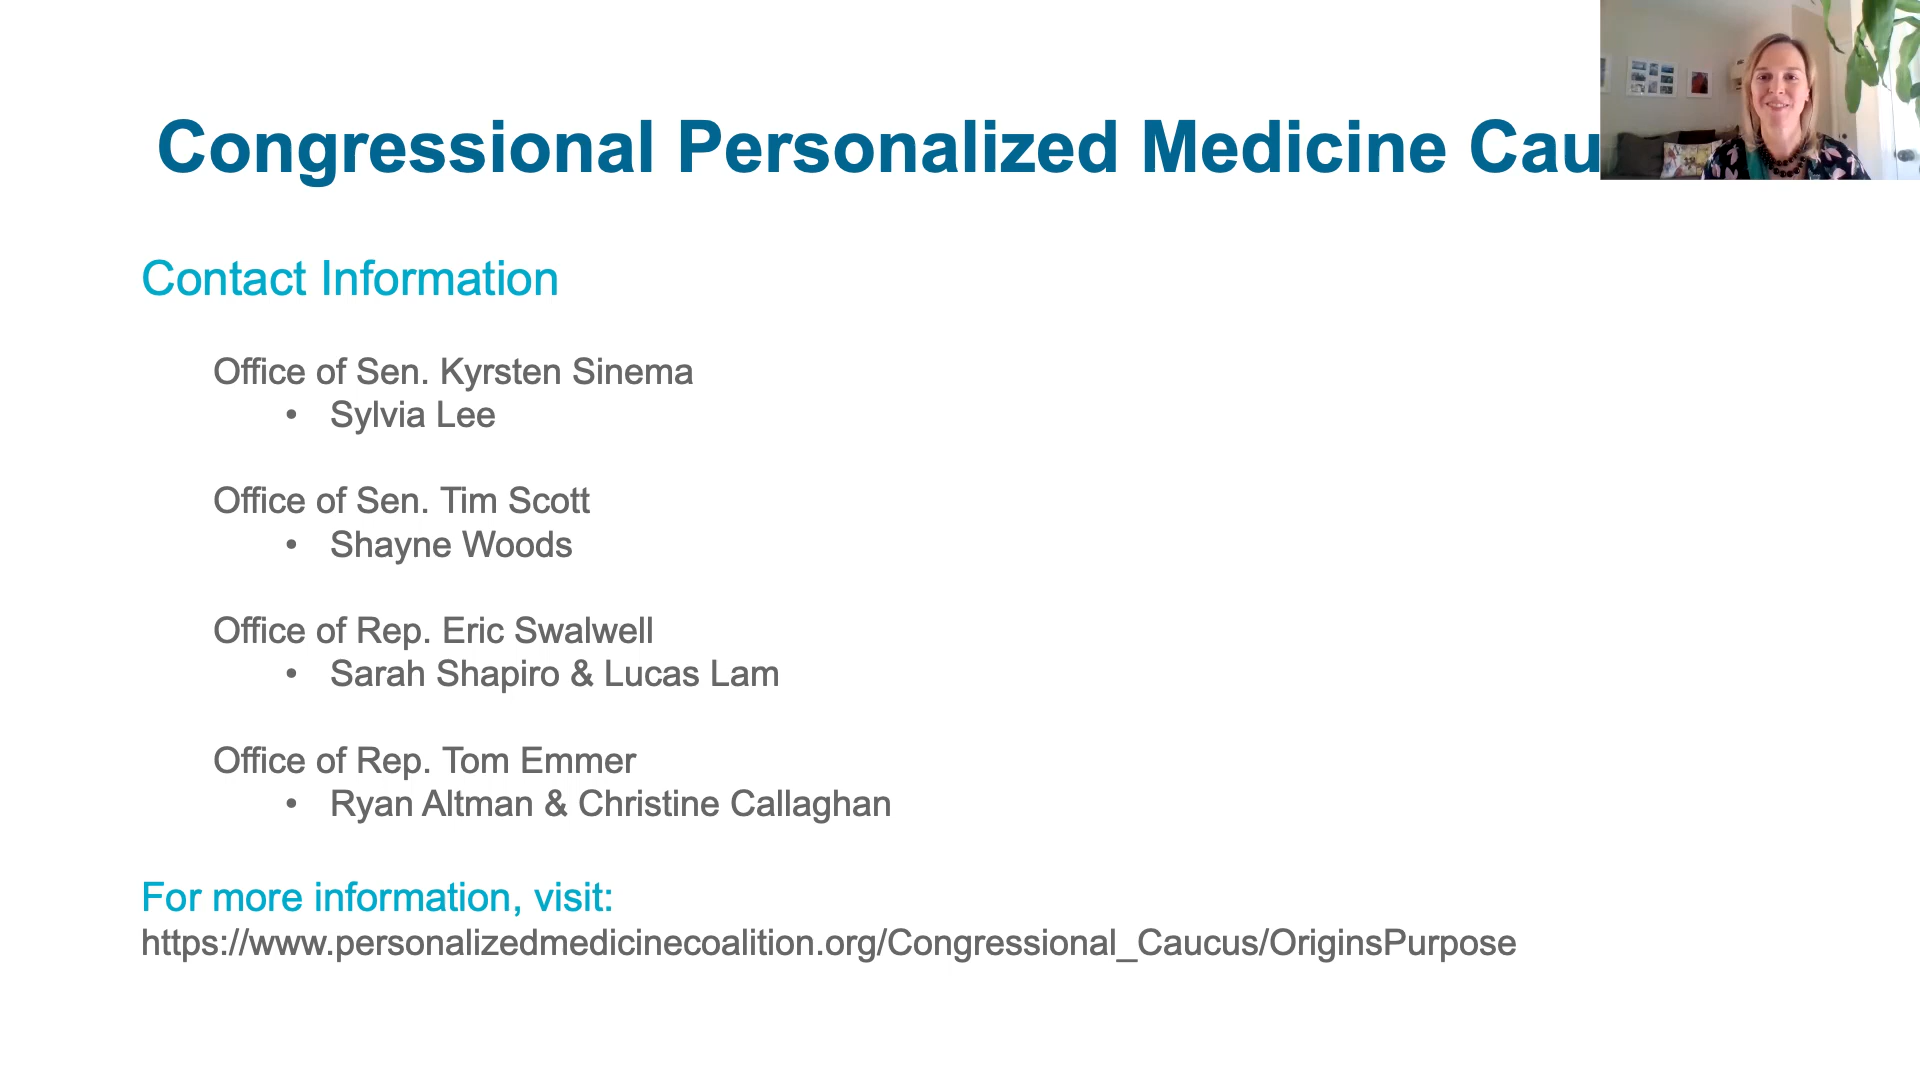 Congressional Personalized Medicine Cau
Contact Information
Office of Sen. Kyrsten Sinema
• Sylvia Lee
Office of Sen. Tim Scott
• Shayne Woods
Office of Rep. Eric Swalwell
• Sarah Shapiro & Lucas Lam
Office of Rep. Tom Emmer
• Ryan Altman & Christine Callaghan
For more information, visit:
https://www.personalizedmedicinecoalition.org/Congressional_Caucus/OriginsPurpose